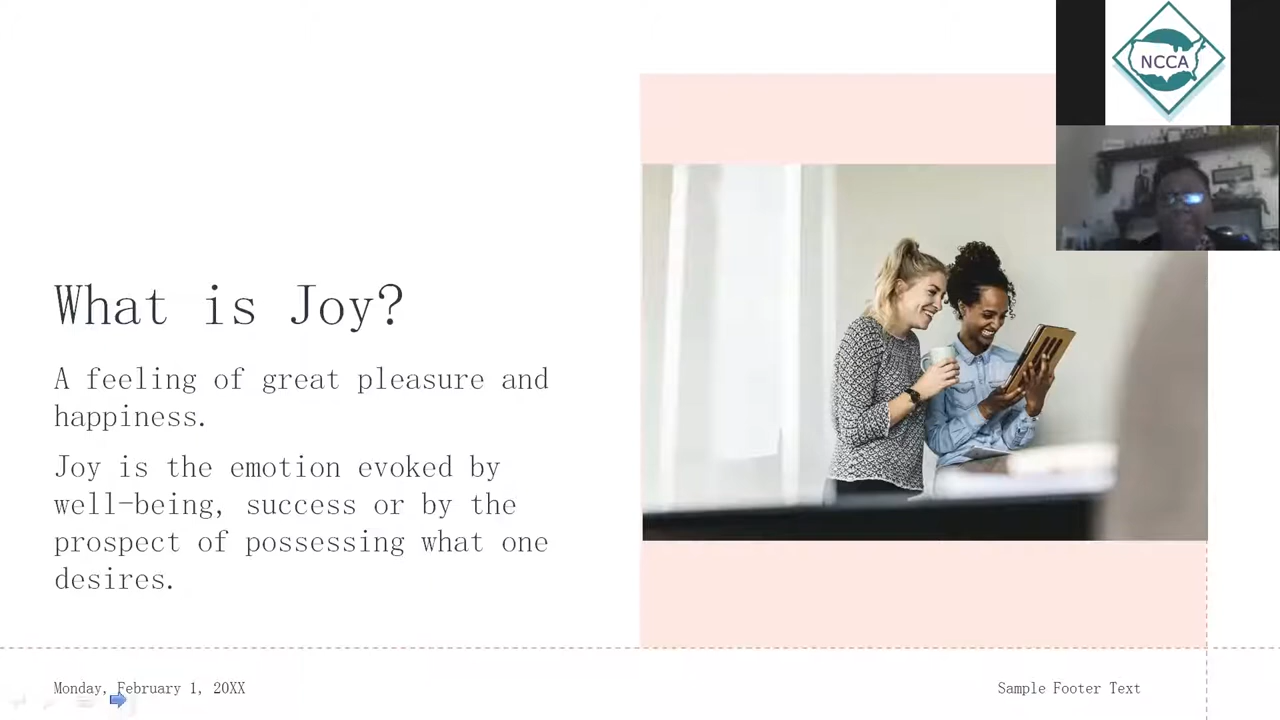 NCCA
What is Joy?
A feeling of great pleasure and
happiness.
Joy is the emotion evoked by
well-being, success or by the
prospect of possessing what one
desires.
Monday, February 1, 20XX
Sample Footer Text